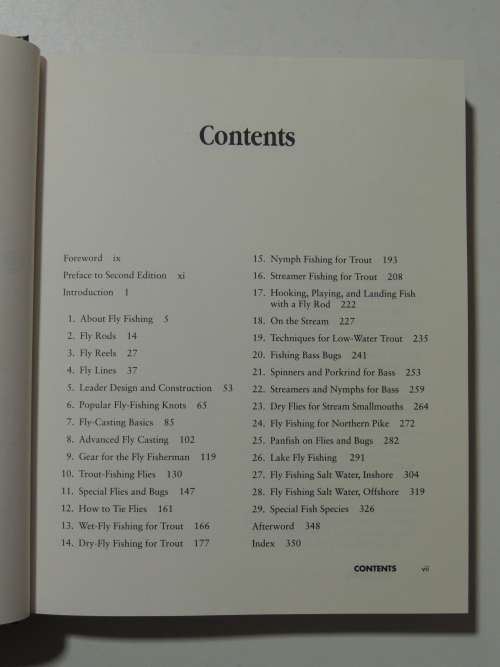 Contents
Foreword ix
Preface to Second Edition xi
Introduction 1
1. About Fly Fishing 5
2. Fly Rods 14
3. Fly Reels 27
4. Fly Lines 37
5. Leader Design and Construction 53
6. Popular Fly-Fishing Knots 65
7. Fly-Casting Basics 85
8. Advanced Fly Casting 102
9. Gear for the Fly Fisherman 119
10. Trout-Fishing Flies 130
11. Special Flies and Bugs 147
12. How to Tie Flies 161
13. Wet-Fly Fishing for Trout 166
14. Dry-Fly Fishing for Trout 177
15. Nymph Fishing for Trout 193
16. Streamer Fishing for Trout 208
17. Hooking, Playing, and Landing Fish
with a Fly Rod 222
18. On the Stream 227
19. Techniques for Low-Water Trout 235
20. Fishing Bass Bugs 241
21. Spinners and Porkrind for Bass 253
22. Streamers and Nymphs for Bass 259
23. Dry Flies for Stream Smallmouths 264
24. Fly Fishing for Northern Pike 272
25. Panfish on Flies and Bugs 282
26. Lake Fly Fishing 291
27. Fly Fishing Salt Water, Inshore 304
28. Fly Fishing Salt Water, Offshore 319
29. Special Fish Species 326
Afterword 348
Index 350
CONTENTS vii